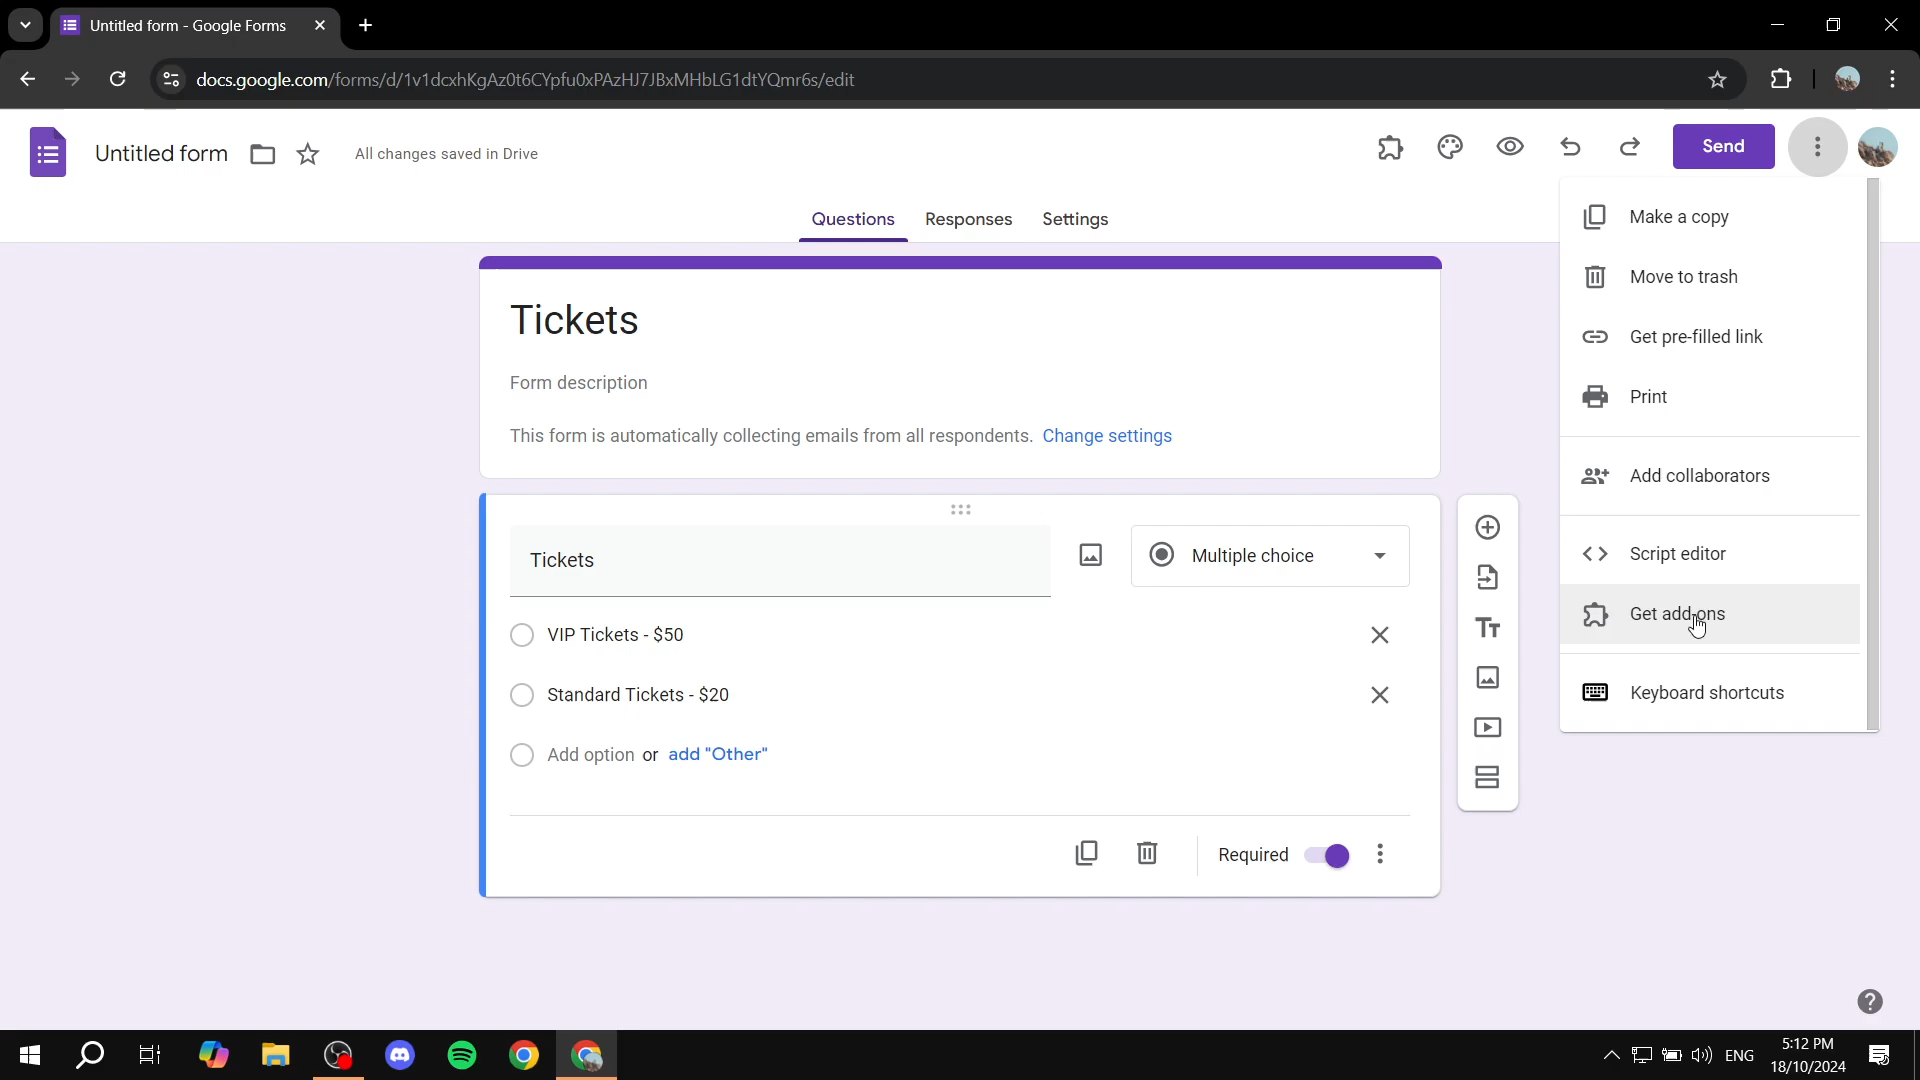 Untitled form - Google Forms
docs.google.com/forms/d/1v1dcxhKgAz0t6CYpfu0xPAzHJ7JBxMHbLG1dtYQmr6s/edit
Untitled form
All changes saved in Drive
Send
Questions
Responses
Settings
Make a copy
Move to trash
Get pre-filled link
Print
Add collaborators
Script editor
Get add-ons
Keyboard shortcuts
Tickets
Form description
This form is automatically collecting emails from all respondents. Change settings
Tickets
Multiple choice
VIP Tickets - $50
Standard Tickets - $20
Add option or add "Other"
Required
ENG
5:12 PM
18/10/2024